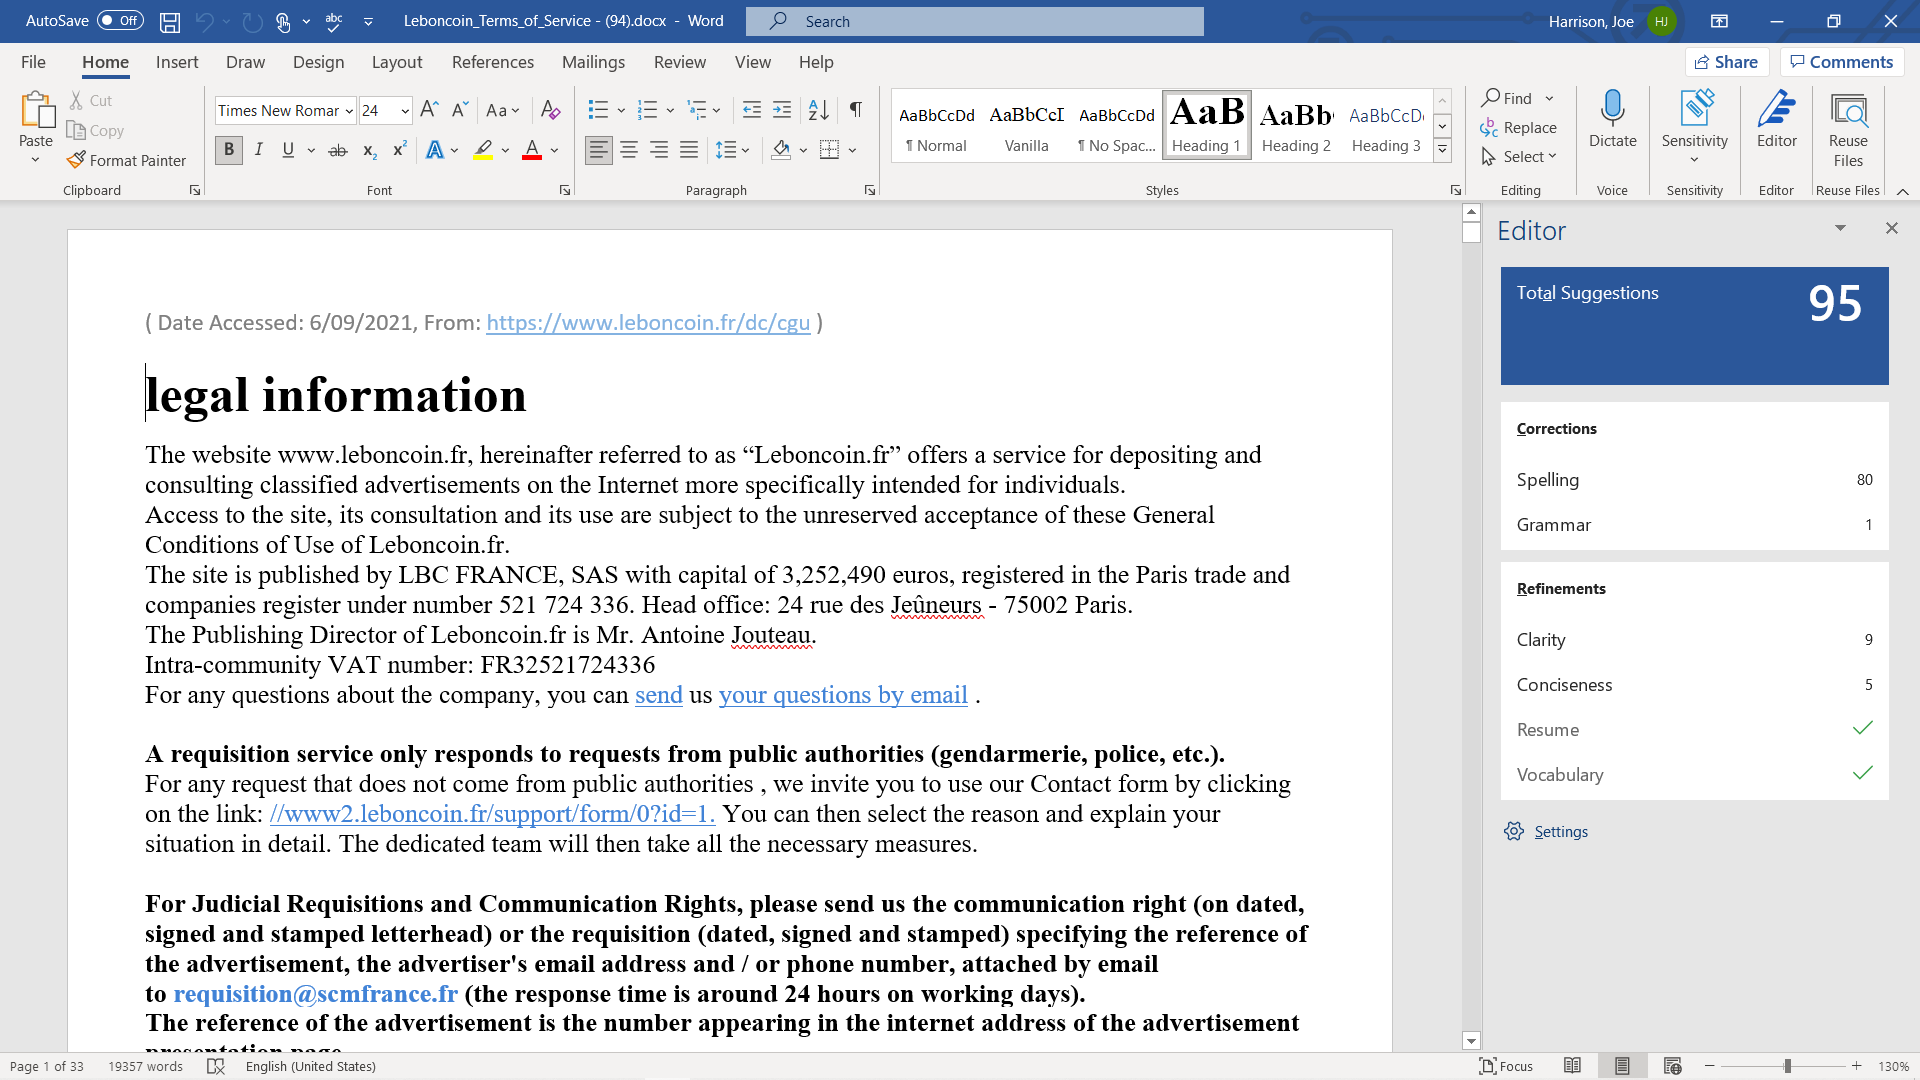 AutoSave Off abc Leboncoin_Terms_of_Service - (94).docx - Word Search Harrison, Joe HJ
File Home Insert Draw Design Layout References Mailings Review View Help Share Comments
Paste Cut Copy Format Painter Clipboard
Times New Romar 24 Aa
B I U ab x₂ x² A A Font
Paragraph
AaBbCcDd AaBbCcI AaBbCcDd AaB AaBb AaBbCcD
¶ Normal Vanilla ¶ No Spac... Heading 1 Heading 2 Heading 3
Styles
Find Replace Select Editing
Dictate Voice
Sensitivity Sensitivity
Editor Editor
Reuse Files Reuse Files
( Date Accessed: 6/09/2021, From: https://www.leboncoin.fr/dc/cgu )
legal information
The website www.leboncoin.fr, hereinafter referred to as “Leboncoin.fr” offers a service for depositing and
consulting classified advertisements on the Internet more specifically intended for individuals.
Access to the site, its consultation and its use are subject to the unreserved acceptance of these General
Conditions of Use of Leboncoin.fr.
The site is published by LBC FRANCE, SAS with capital of 3,252,490 euros, registered in the Paris trade and
companies register under number 521 724 336. Head office: 24 rue des Jeûneurs - 75002 Paris.
The Publishing Director of Leboncoin.fr is Mr. Antoine Jouteau.
Intra-community VAT number: FR32521724336
For any questions about the company, you can send us your questions by email .
A requisition service only responds to requests from public authorities (gendarmerie, police, etc.).
For any request that does not come from public authorities , we invite you to use our Contact form by clicking
on the link: //www2.leboncoin.fr/support/form/0?id=1. You can then select the reason and explain your
situation in detail. The dedicated team will then take all the necessary measures.
For Judicial Requisitions and Communication Rights, please send us the communication right (on dated,
signed and stamped letterhead) or the requisition (dated, signed and stamped) specifying the reference of
the advertisement, the advertiser's email address and / or phone number, attached by email
to requisition@scmfrance.fr (the response time is around 24 hours on working days).
The reference of the advertisement is the number appearing in the internet address of the advertisement
presentation page.
Editor
Total Suggestions 95
Corrections
Spelling 80
Grammar 1
Refinements
Clarity 9
Conciseness 5
Resume
Vocabulary
Settings
Page 1 of 33 19357 words English (United States) Focus 130%